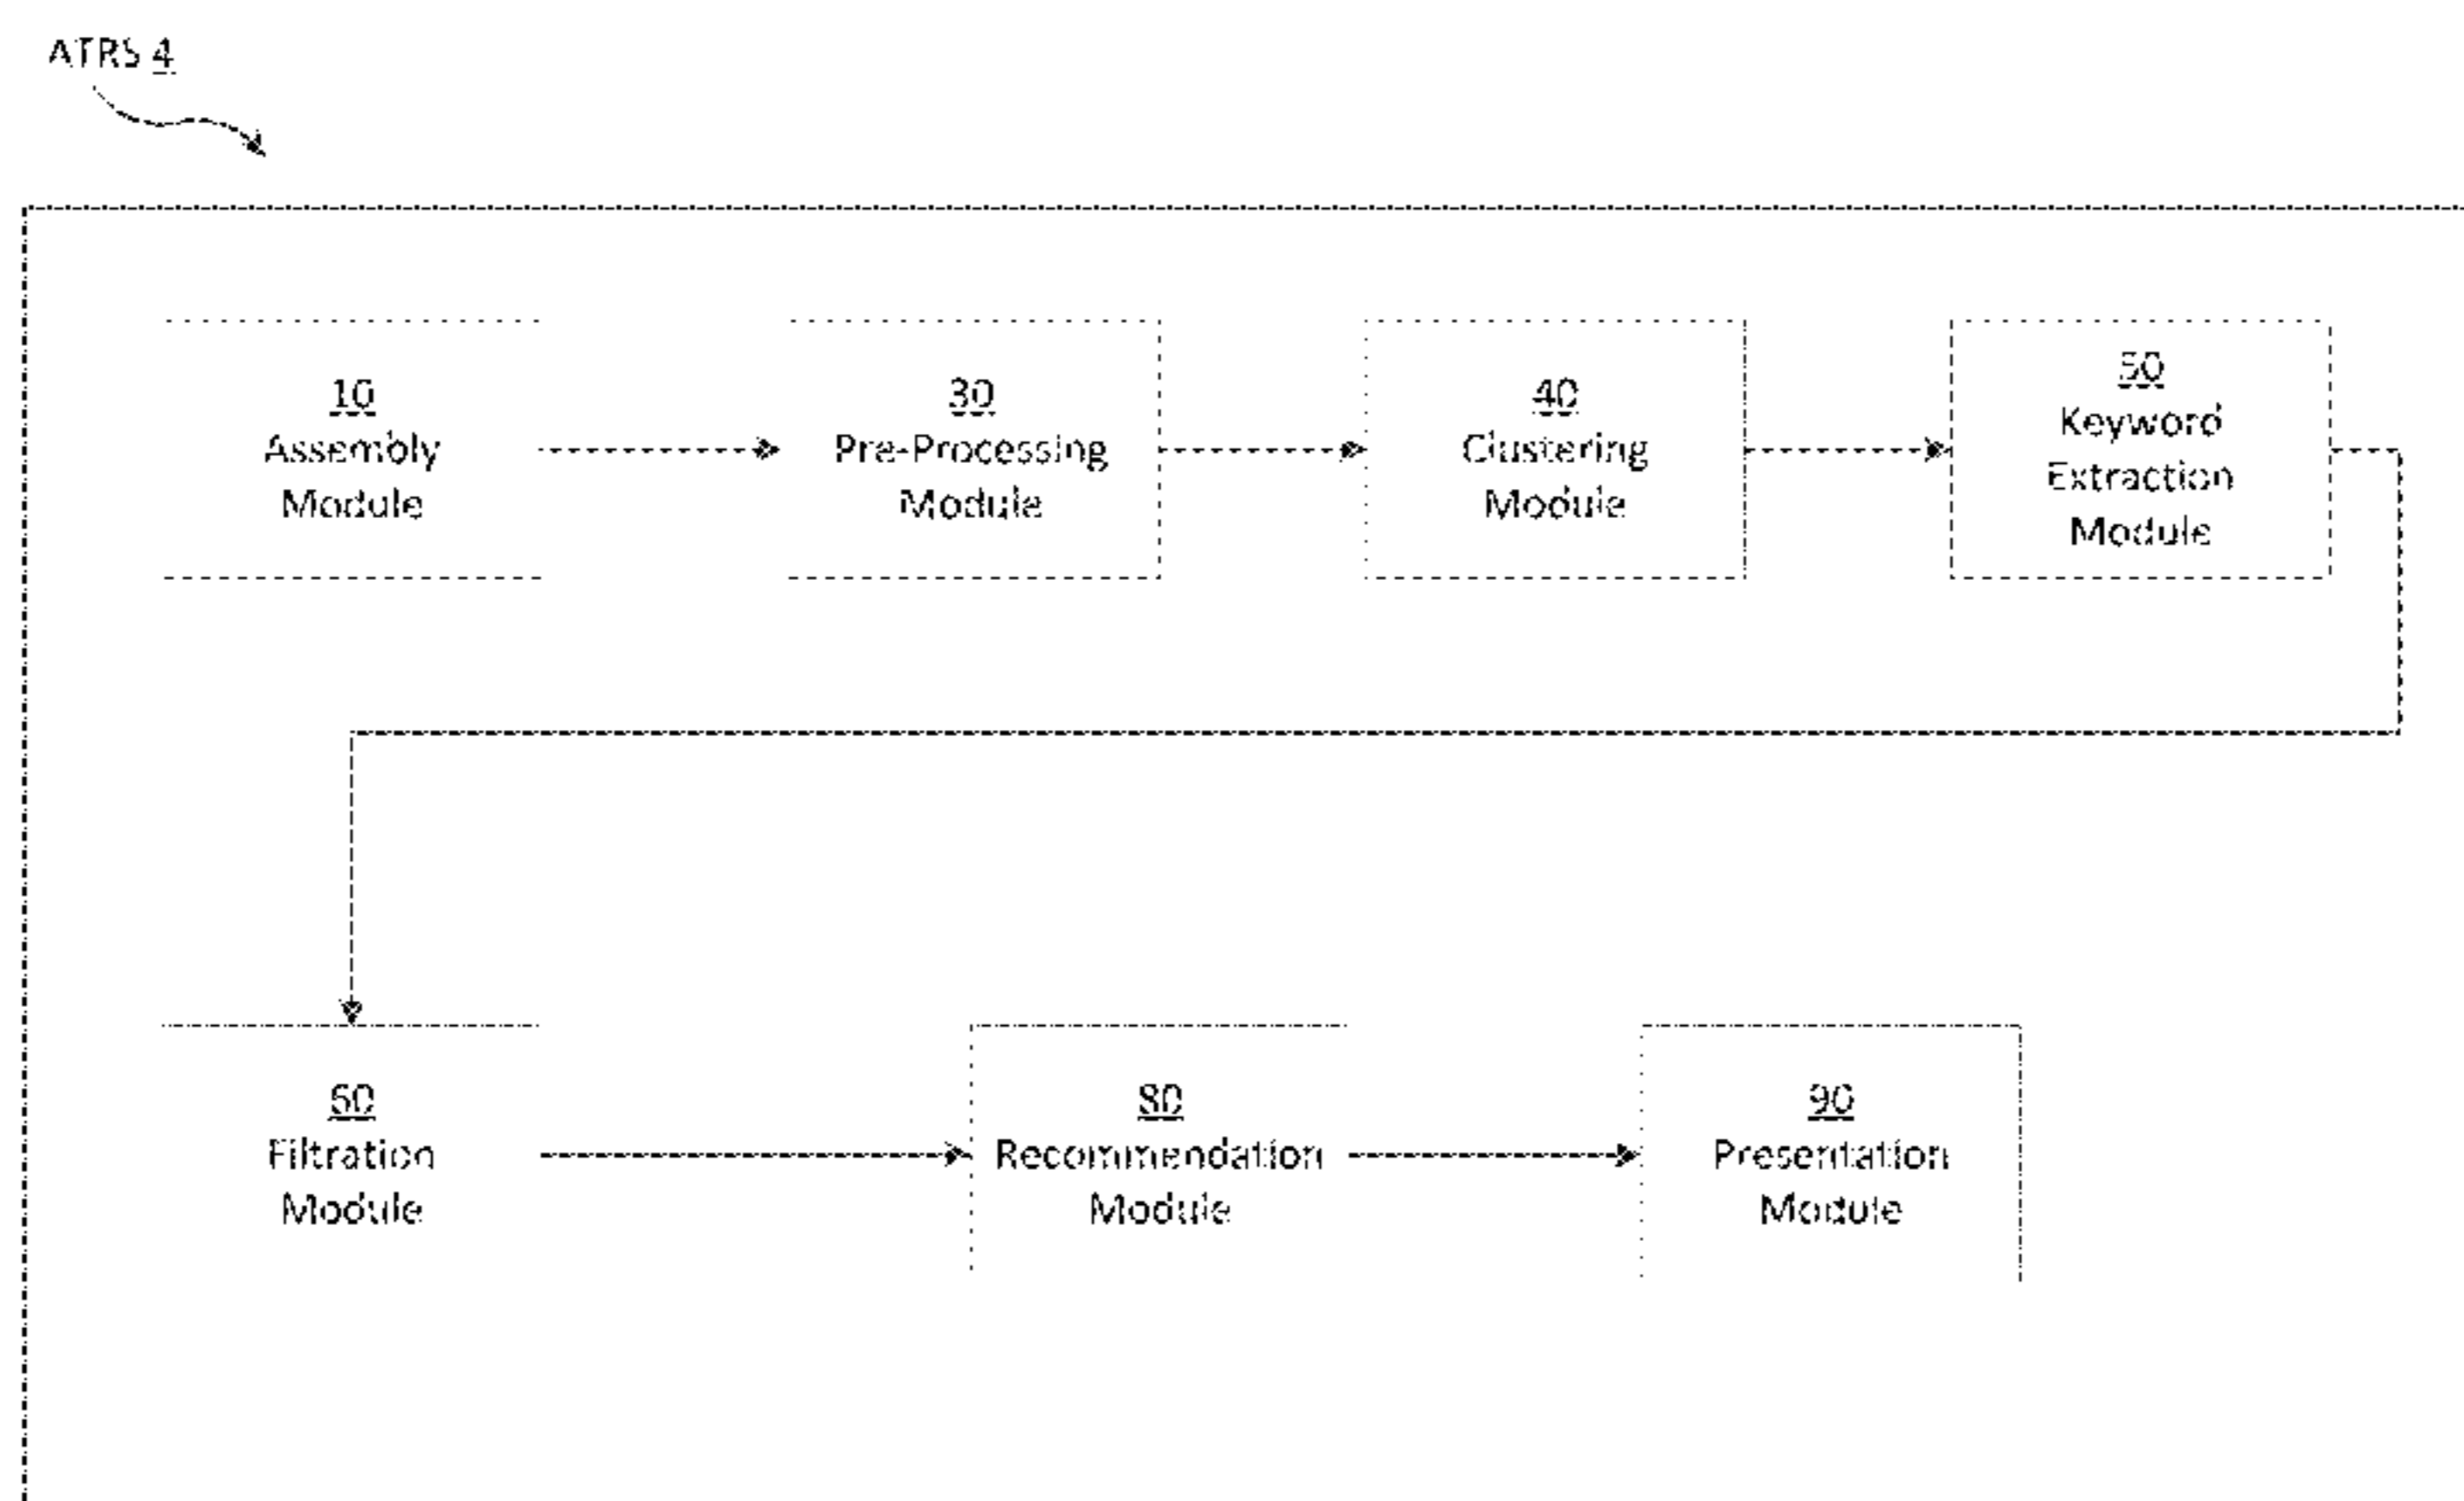 ATRS 4
10
Assembly
Module
30
Pre-Processing
Module
40
Clustering
Module
50
Keyword
Extraction
Module
60
Filtration
Module
80
Recommendation
Module
90
Presentation
Module